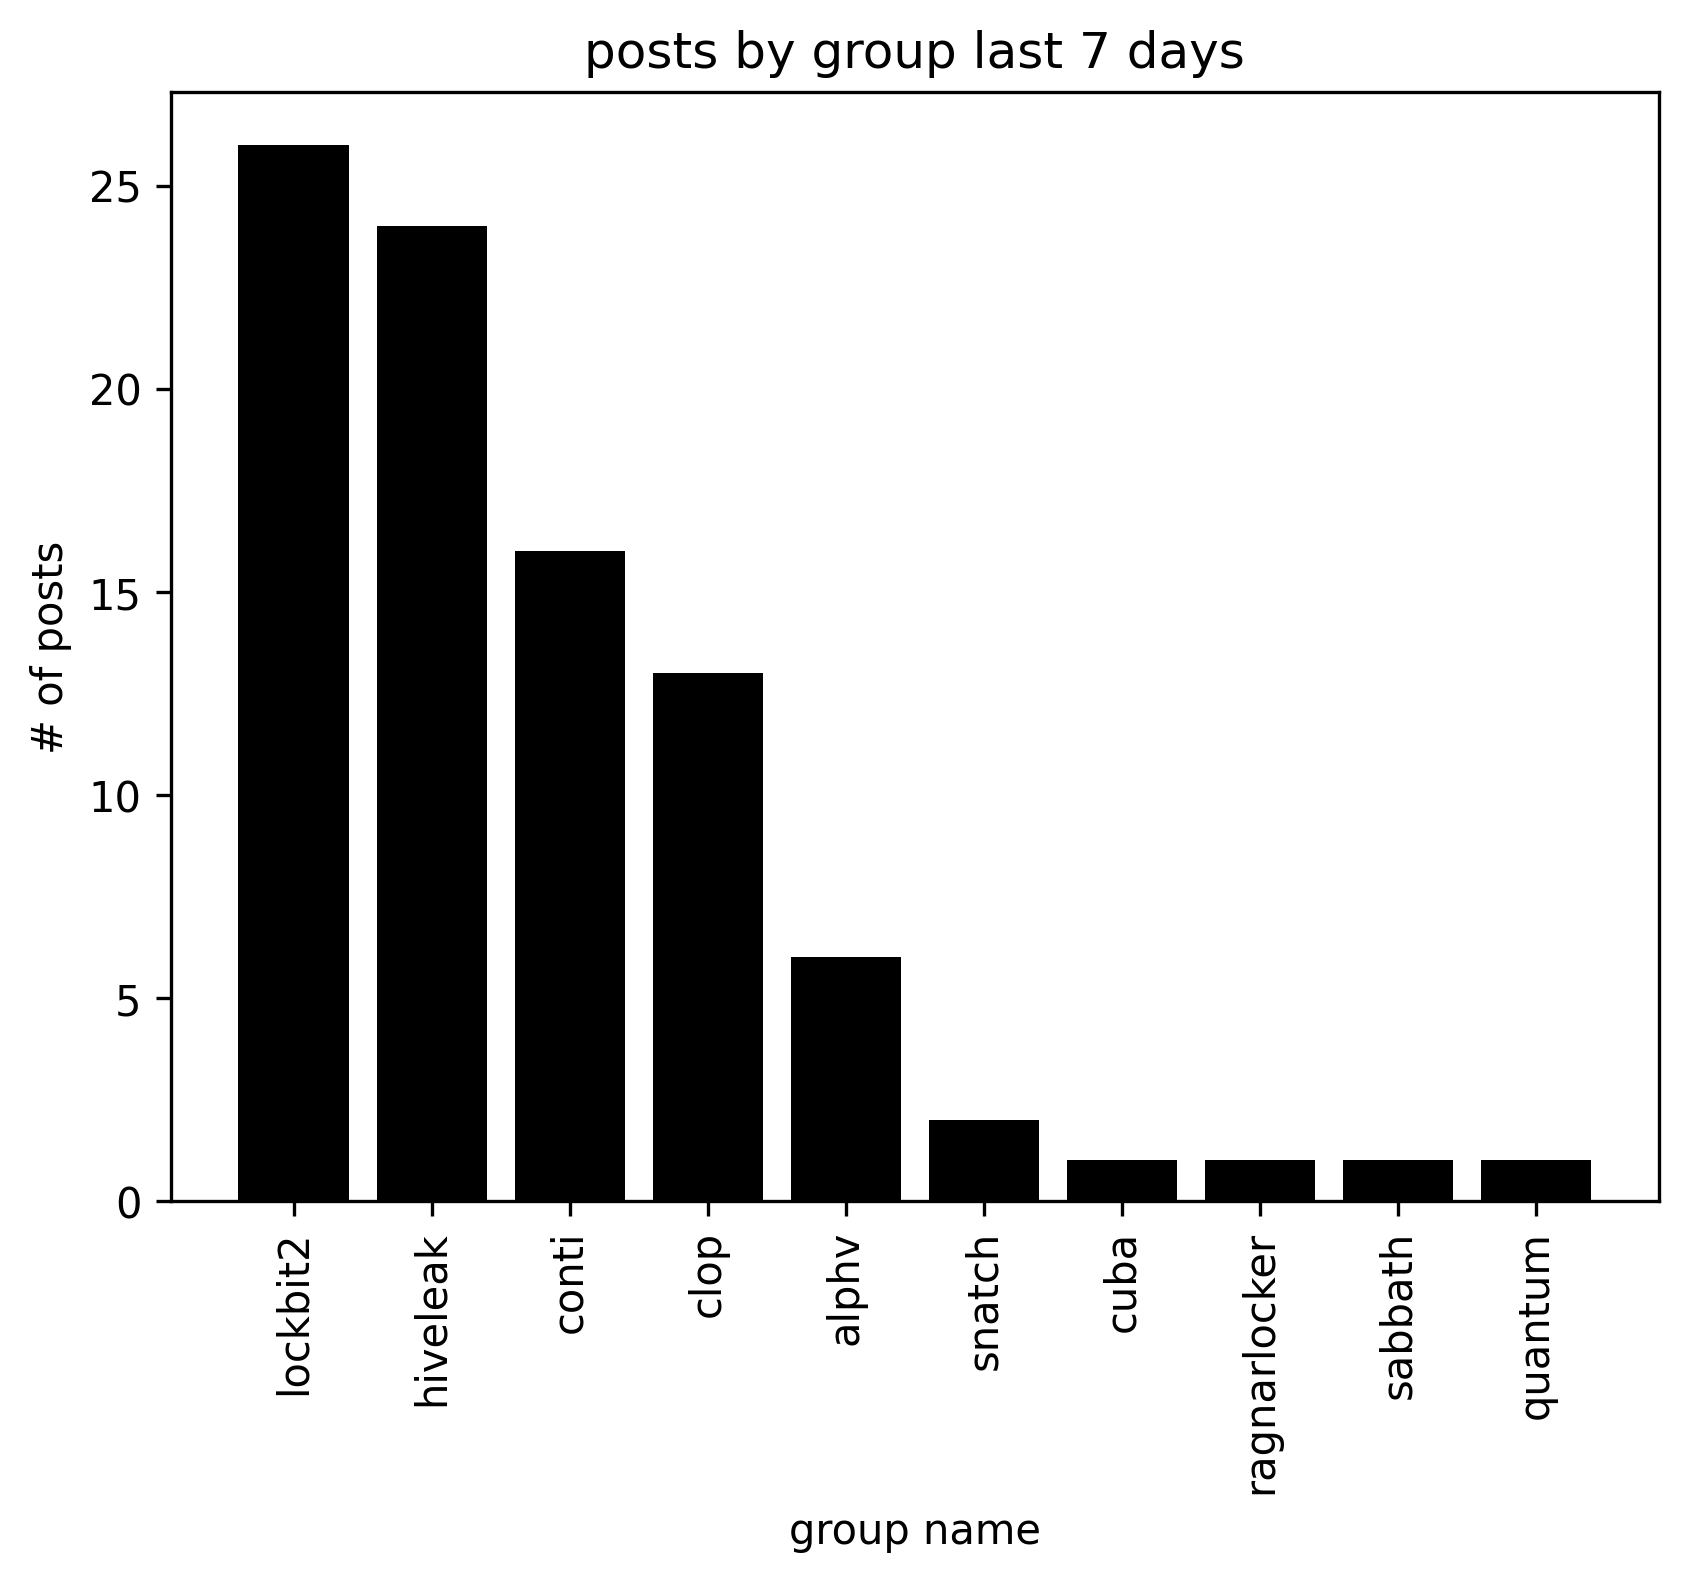 posts by group last 7 days
# of posts
25
20
15
10
5
0
lockbit2
hiveleak
conti
clop
alphv
snatch
cuba
ragnarlocker
sabbath
quantum
group name